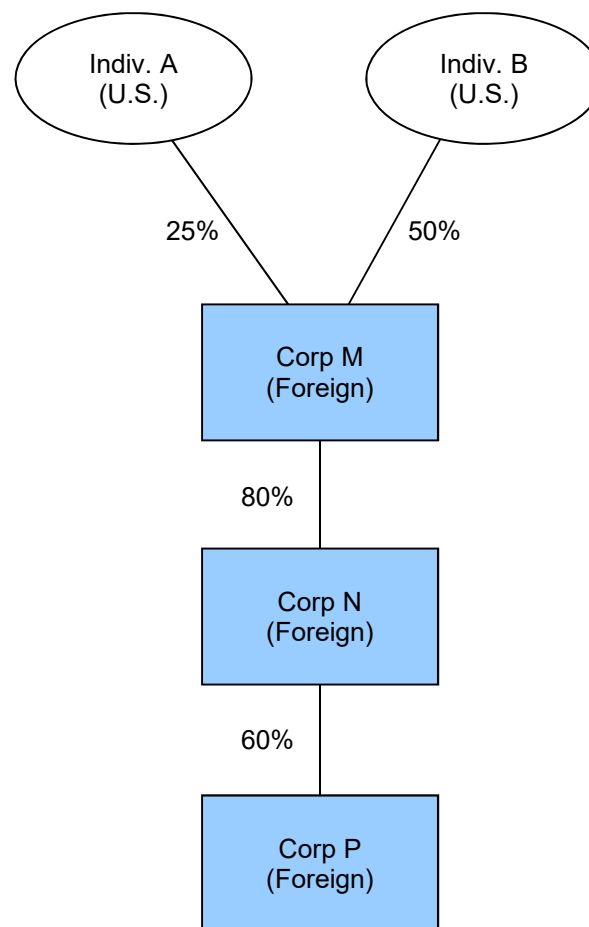 Indiv. A
(U.S.)
Indiv. B
(U.S.)
25%
50%
Corp M
(Foreign)
80%
Corp N
(Foreign)
60%
Corp P
(Foreign)